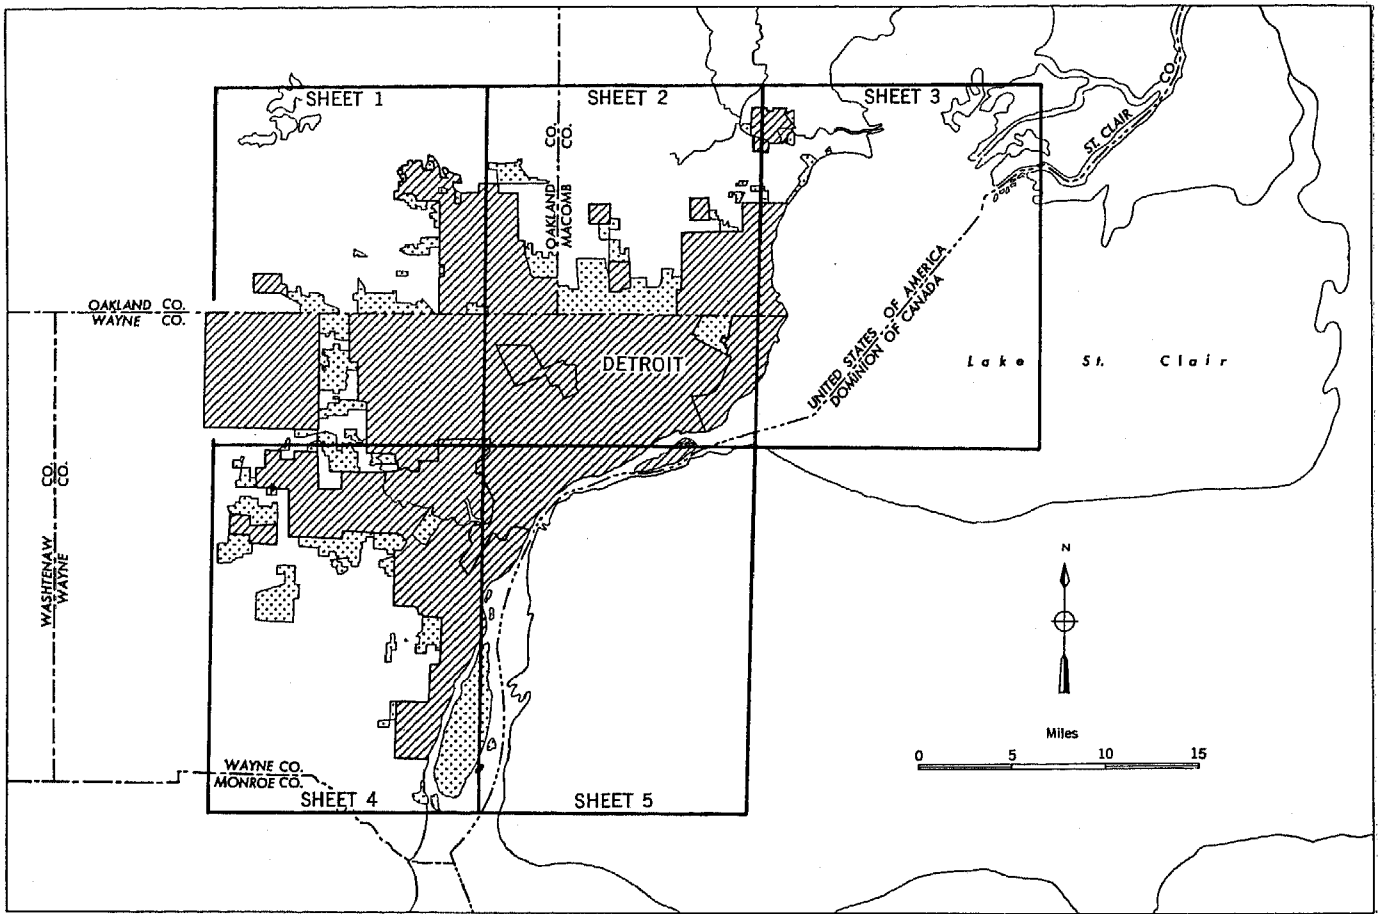 SHEET 1
SHEET 2
SHEET 3
CO.
CO.
OAKLAND
MACOMB
ST. CLAIR CO.
OAKLAND CO.
WAYNE CO.
UNITED STATES OF AMERICA
DOMINION OF CANADA
DETROIT
Lake St. Clair
CO.
CO.
WASHTENAW
WAYNE
N
Miles
0 5 10 15
WAYNE CO.
MONROE CO.
SHEET 4
SHEET 5